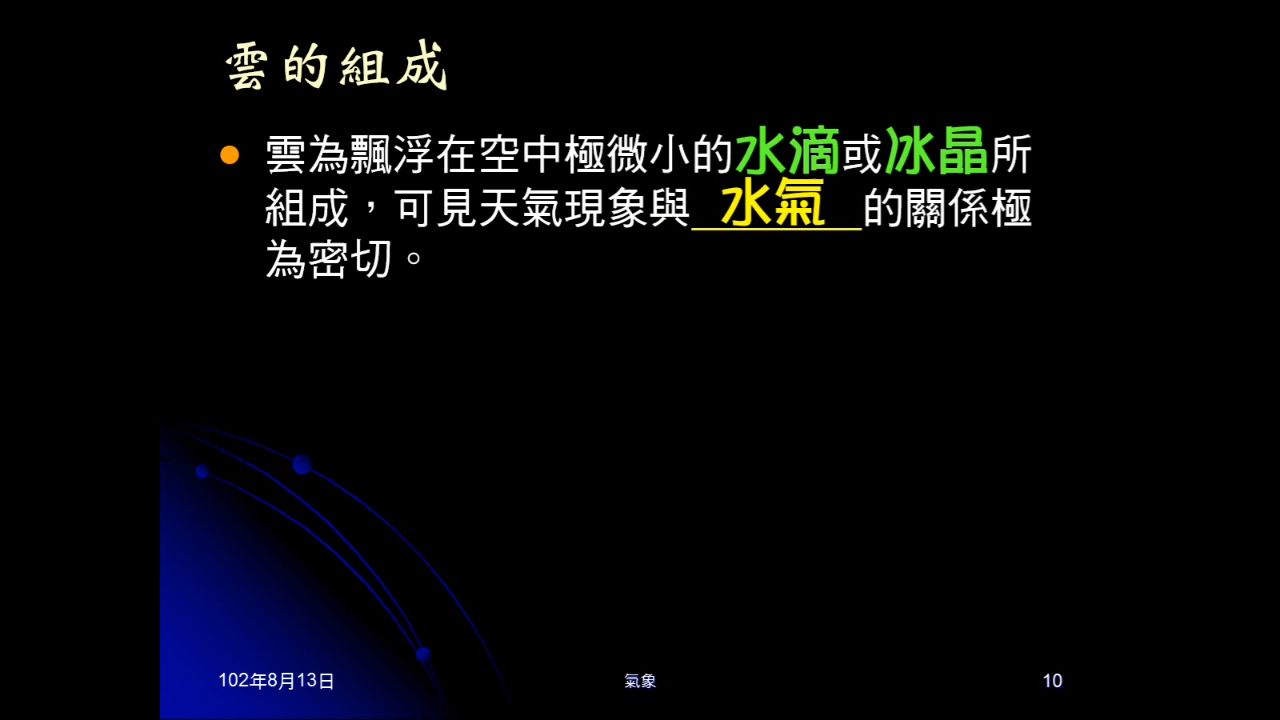 雲的組成
雲為飄浮在空中極微小的水滴或冰晶所
組成，可見天氣現象與 水氣 的關係極
為密切。
102年8月13日
氣象
10